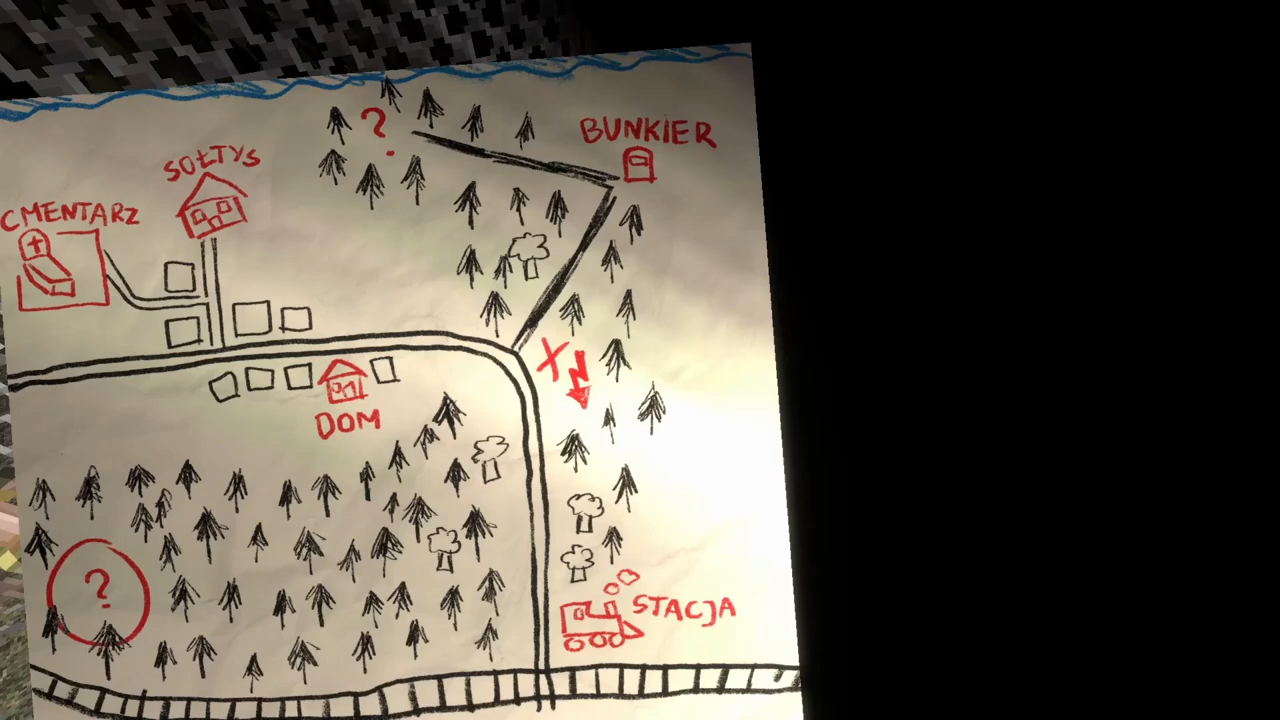 ?
BUNKIER
SOŁTYS
CMENTARZ
X
DOM
?
STACJA